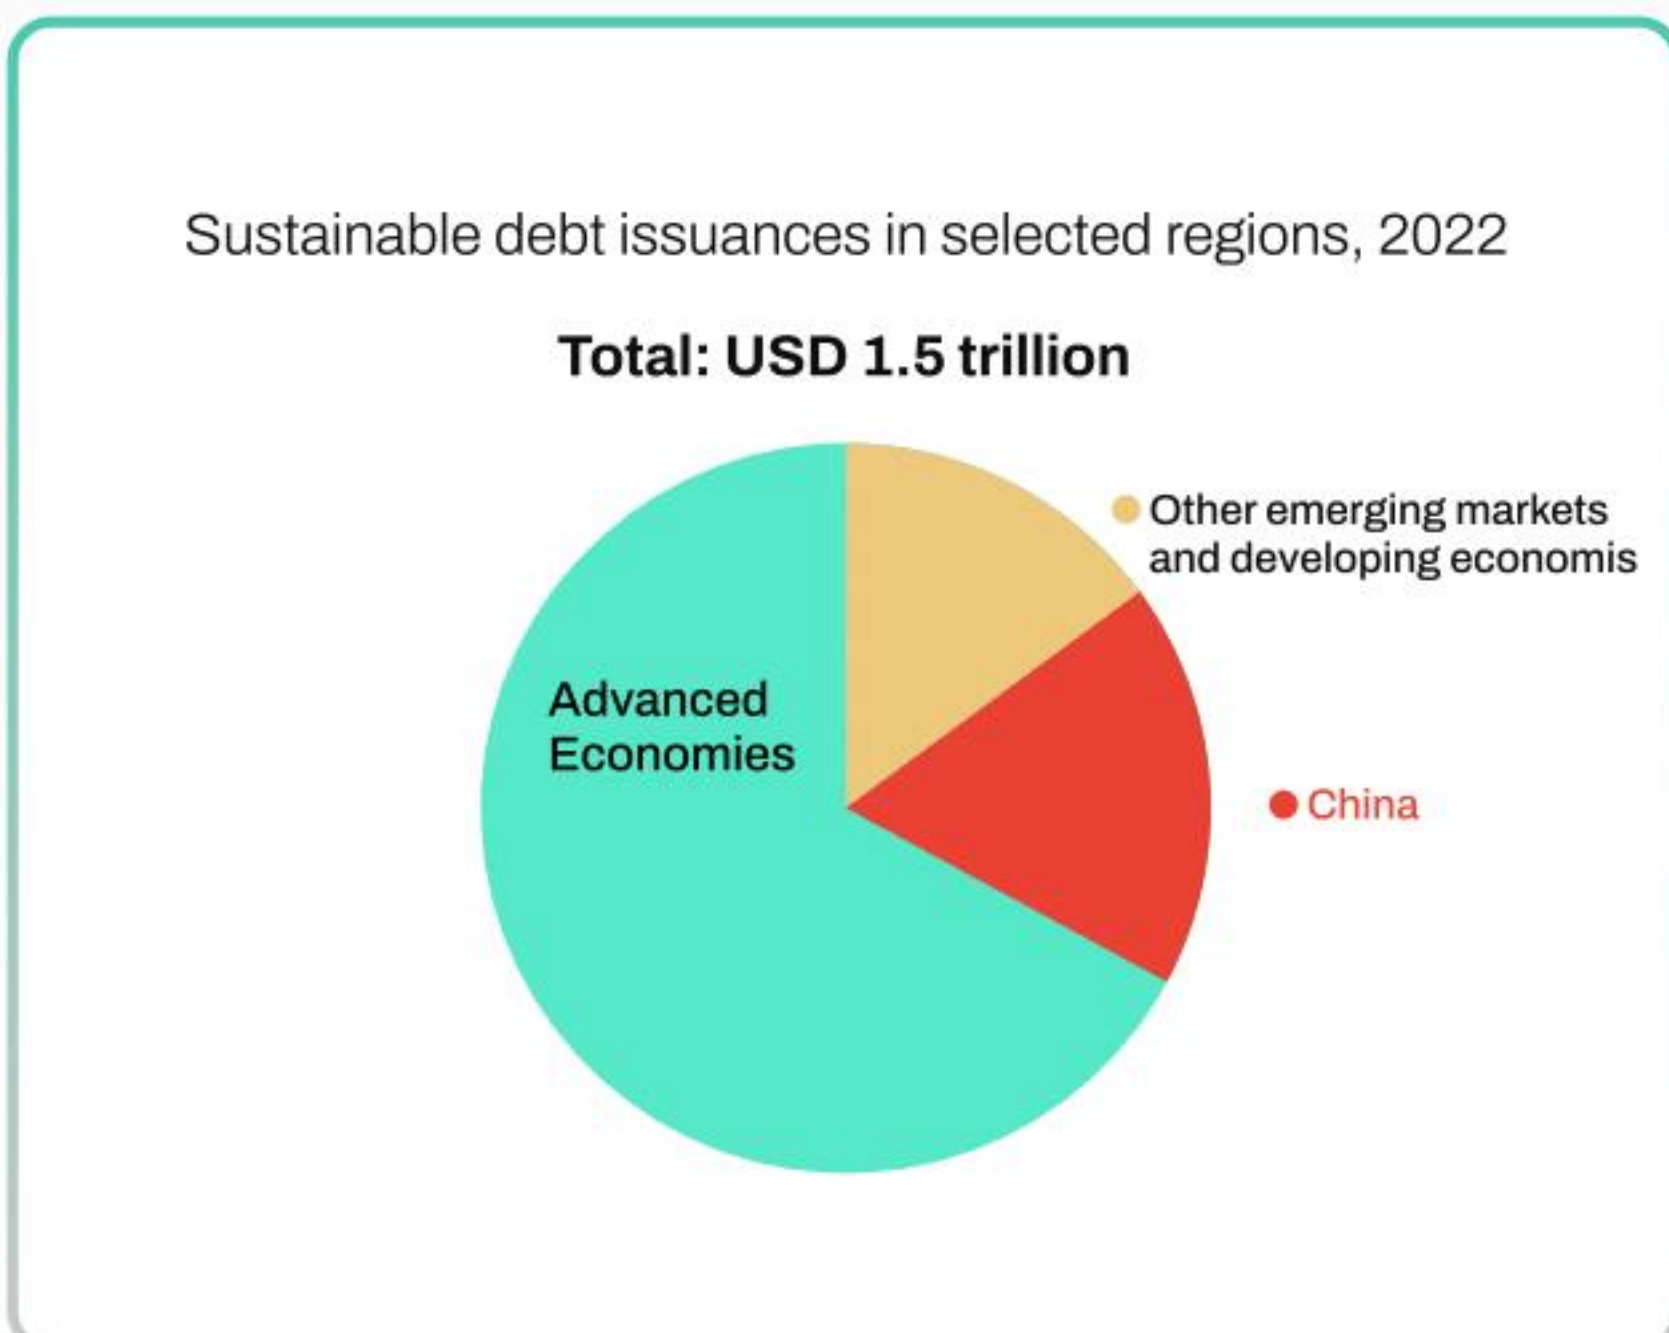 Sustainable debt issuances in selected regions, 2022
Total: USD 1.5 trillion
Other emerging markets
and developing economis
Advanced
Economies
China